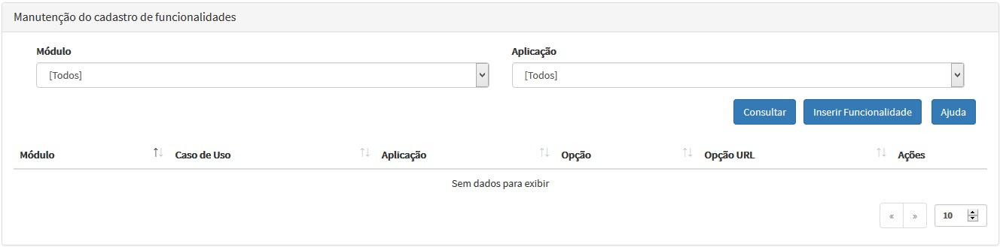 Manutenção do cadastro de funcionalidades
Módulo Aplicação
[Todos] [Todos]
Consultar Inserir Funcionalidade Ajuda
Módulo Caso de Uso Aplicação Opção Opção URL Ações
Sem dados para exibir
« » 10